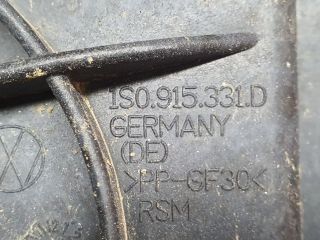 1S0.915.331.D
GERMANY
(DE)
>PP-GF30<
RSM